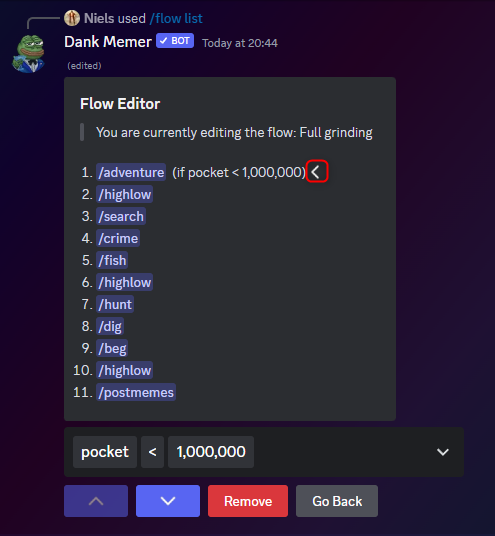 Niels used /flow list
Dank Memer ✓ BOT Today at 20:44
(edited)
Flow Editor
You are currently editing the flow: Full grinding
1. /adventure (if pocket < 1,000,000) <
2. /highlow
3. /search
4. /crime
5. /fish
6. /highlow
7. /hunt
8. /dig
9. /beg
10. /highlow
11. /postmemes
pocket < 1,000,000
Remove Go Back